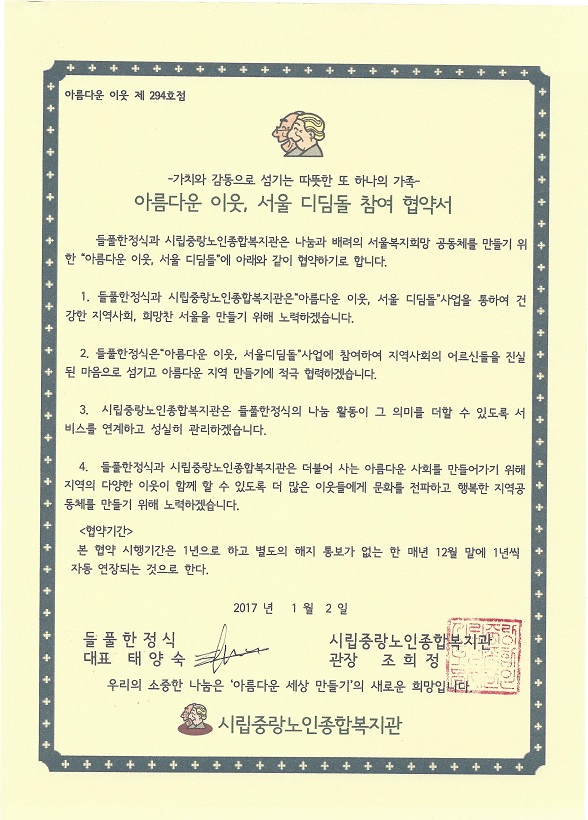 아름다운 이웃 제 294호점
-가치와 감동으로 섬기는 따뜻한 또 하나의 가족-
아름다운 이웃, 서울 디딤돌 참여 협약서
들풀한정식과 시립중랑노인종합복지관은 나눔과 배려의 서울복지희망 공동체를 만들기 위
한 "아름다운 이웃, 서울 디딤돌"에 아래와 같이 협약하기로 합니다.
1. 들풀한정식과 시립중랑노인종합복지관은"아름다운 이웃, 서울 디딤돌"사업을 통하여 건
강한 지역사회, 희망찬 서울을 만들기 위해 노력하겠습니다.
2. 들풀한정식은"아름다운 이웃, 서울디딤돌"사업에 참여하여 지역사회의 어르신들을 진실
된 마음으로 섬기고 아름다운 지역 만들기에 적극 협력하겠습니다.
3. 시립중랑노인종합복지관은 들풀한정식의 나눔 활동이 그 의미를 더할 수 있도록 서
비스를 연계하고 성실히 관리하겠습니다.
4. 들풀한정식과 시립중랑노인종합복지관은 더불어 사는 아름다운 사회를 만들어가기 위해
지역의 다양한 이웃이 함께 할 수 있도록 더 많은 이웃들에게 문화를 전파하고 행복한 지역공
동체를 만들기 위해 노력하겠습니다.
<협약기간>
본 협약 시행기간은 1년으로 하고 별도의 해지 통보가 없는 한 매년 12월 말에 1년씩
자동 연장되는 것으로 한다.
2017 년 1 월 2 일
들풀한정식
대표 태양숙
시립중랑노인종합복지관
관장 조희정
우리의 소중한 나눔은 '아름다운 세상 만들기'의 새로운 희망입니다.
시립중랑노인종합복지관